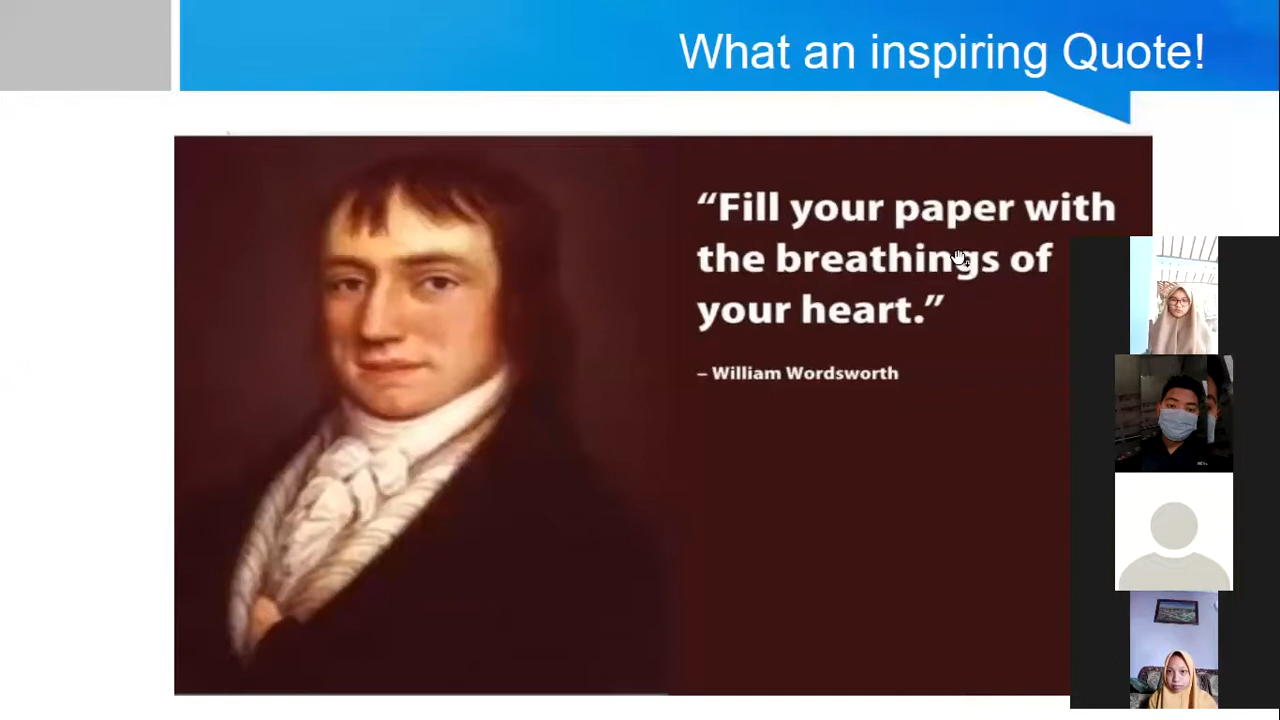 What an inspiring Quote!
“Fill your paper with
the breathings of
your heart.”
– William Wordsworth